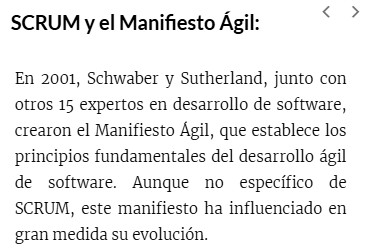 SCRUM y el Manifiesto Ágil:
En 2001, Schwaber y Sutherland, junto con
otros 15 expertos en desarrollo de software,
crearon el Manifiesto Ágil, que establece los
principios fundamentales del desarrollo ágil
de software. Aunque no específico de
SCRUM, este manifiesto ha influenciado en
gran medida su evolución.